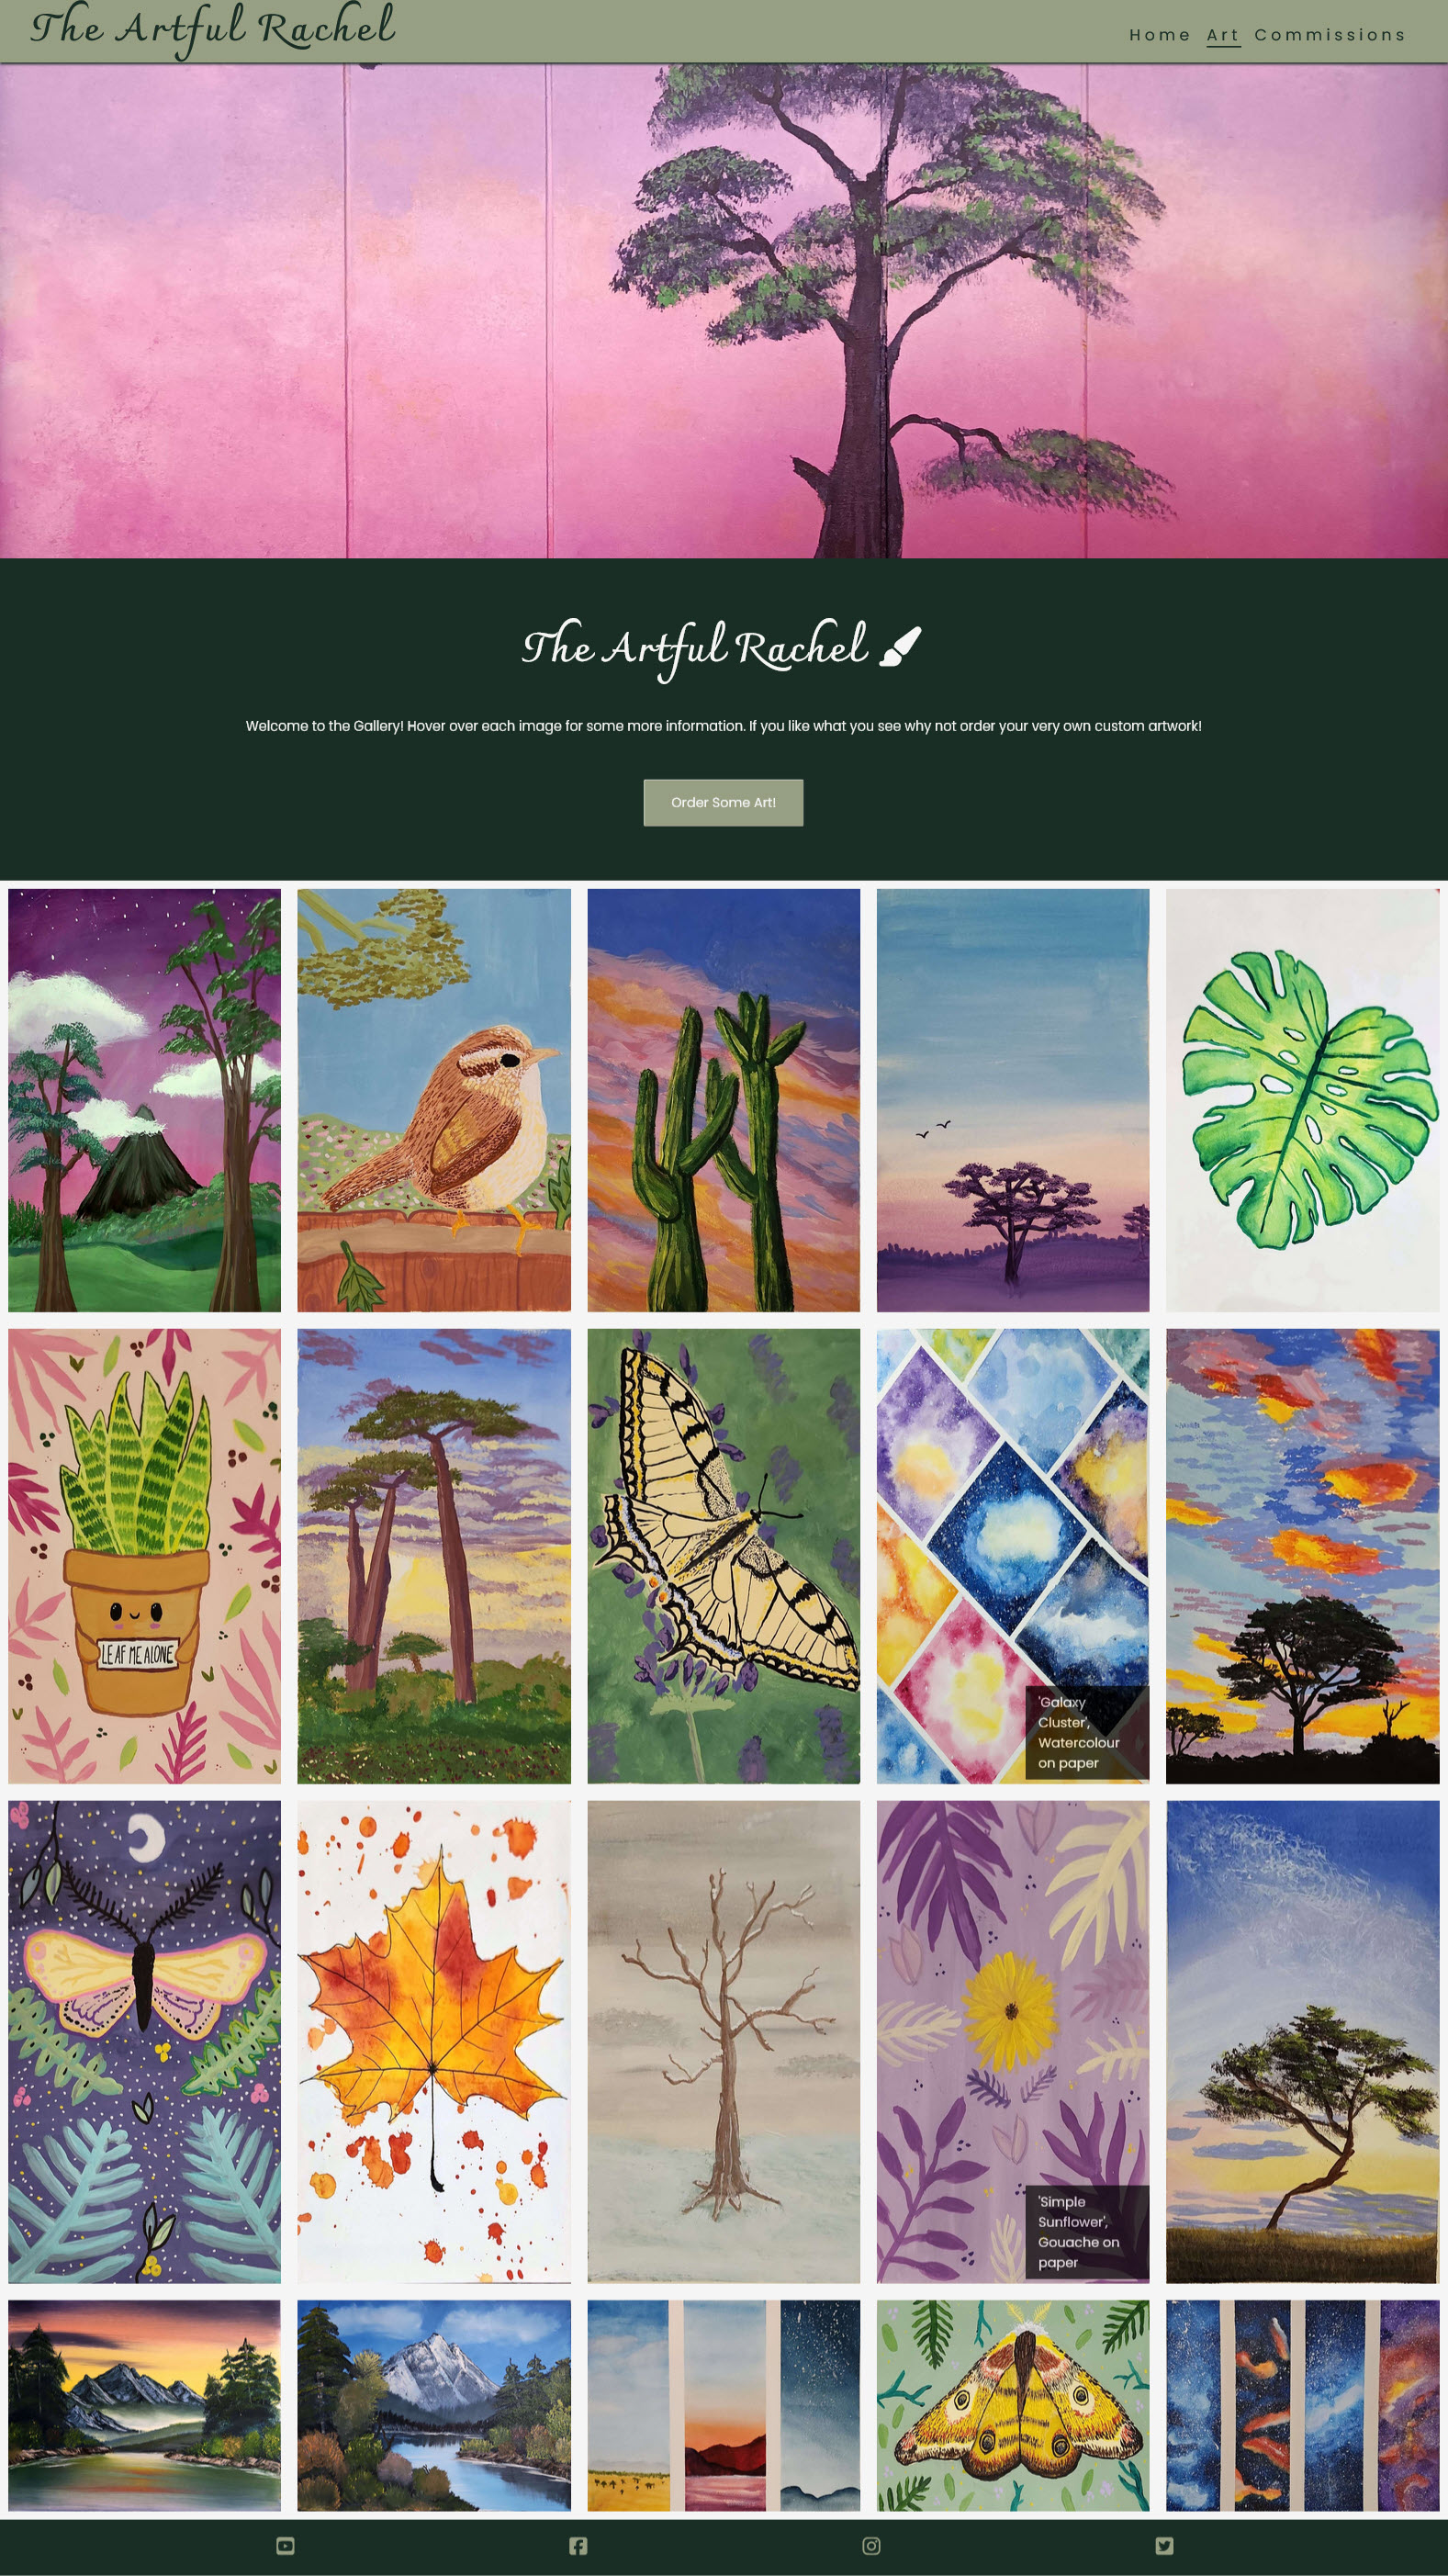 The Artful Rachel
Home Art Commissions
The Artful Rachel
Welcome to the Gallery! Hover over each image for some more information. If you like what you see why not order your very own custom artwork!
Order Some Art!
LEAF ME ALONE
'Galaxy
Cluster',
Watercolour
on paper
'Simple
Sunflower',
Gouache on
paper